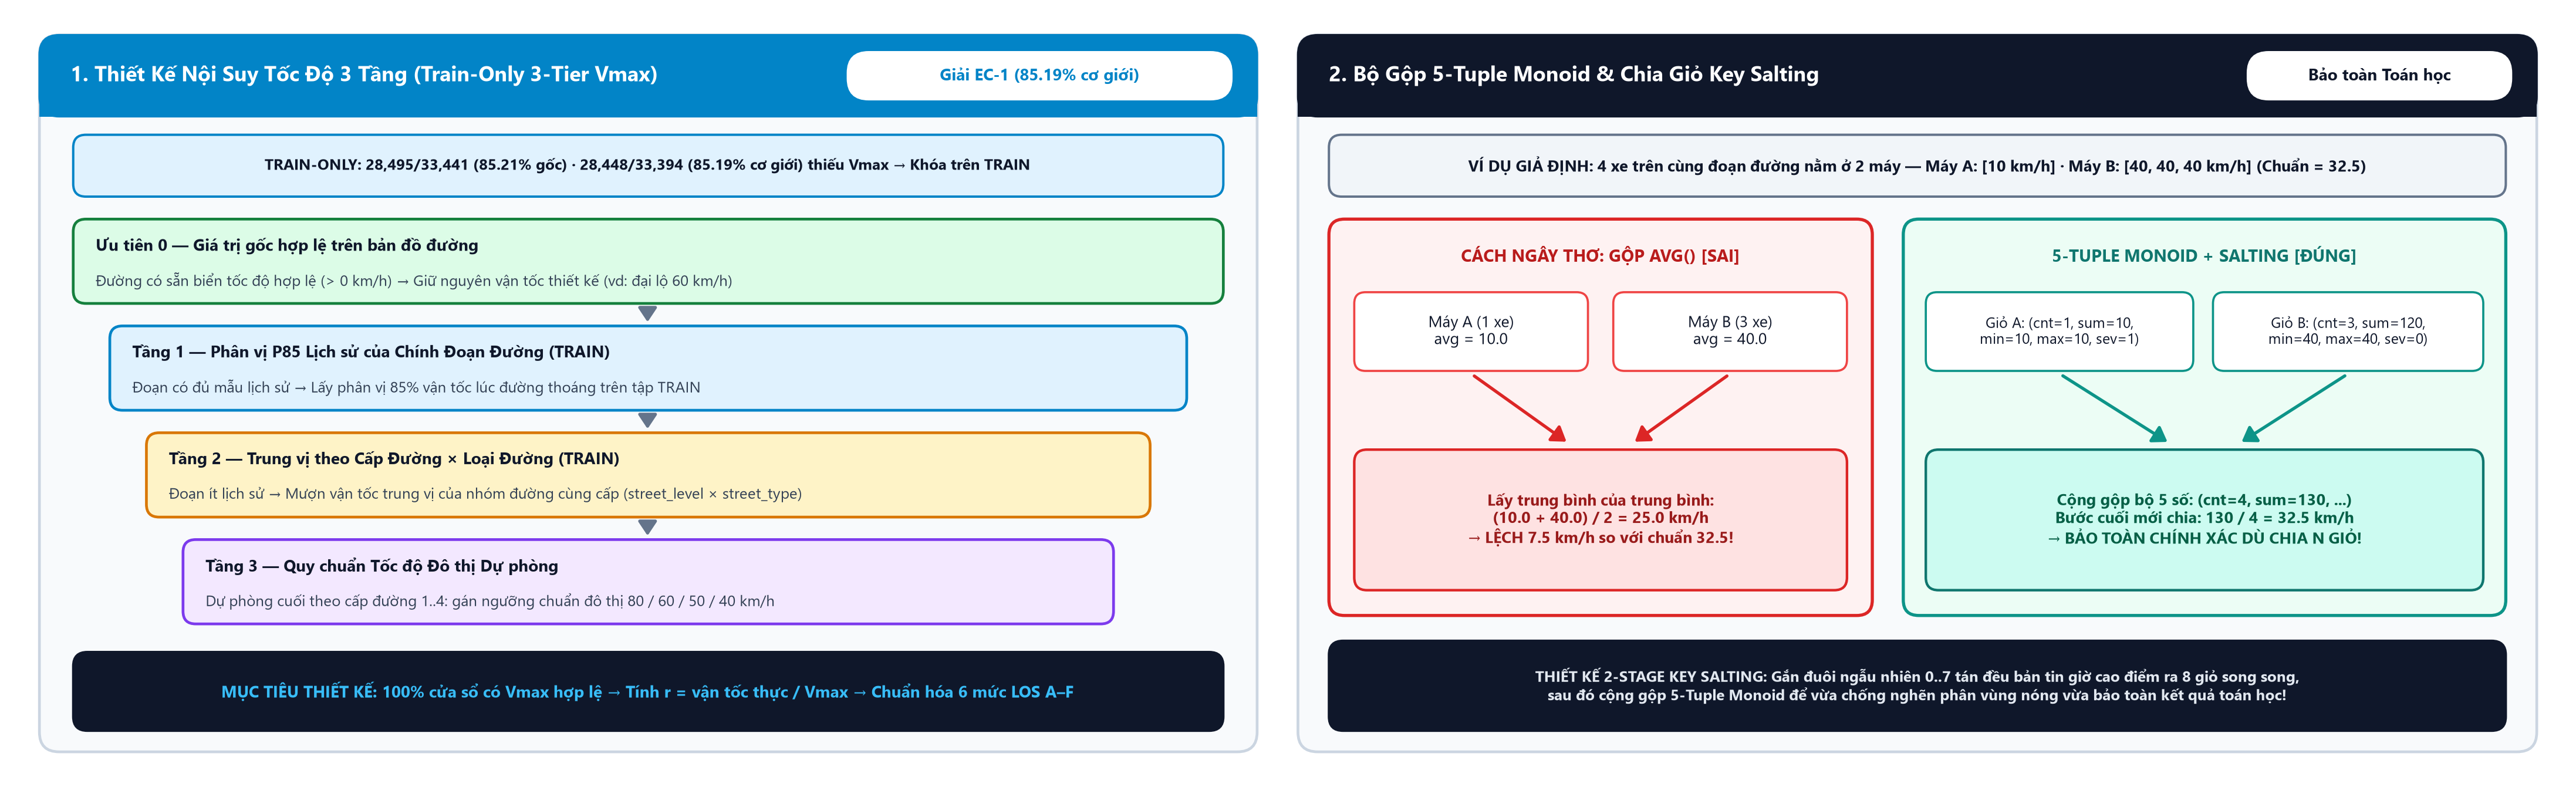 1. Thiết Kế Nội Suy Tốc Độ 3 Tầng (Train-Only 3-Tier Vmax)
Giải EC-1 (85.19% cơ giới)
TRAIN-ONLY: 28,495/33,441 (85.21% gốc) · 28,448/33,394 (85.19% cơ giới) thiếu Vmax → Khóa trên TRAIN
Ưu tiên 0 — Giá trị gốc hợp lệ trên bản đồ đường
Đường có sẵn biển tốc độ hợp lệ (> 0 km/h) → Giữ nguyên vận tốc thiết kế (vd: đại lộ 60 km/h)
Tầng 1 — Phân vị P85 Lịch sử của Chính Đoạn Đường (TRAIN)
Đoạn có đủ mẫu lịch sử → Lấy phân vị 85% vận tốc lúc đường thoáng trên tập TRAIN
Tầng 2 — Trung vị theo Cấp Đường × Loại Đường (TRAIN)
Đoạn ít lịch sử → Mượn vận tốc trung vị của nhóm đường cùng cấp (street_level × street_type)
Tầng 3 — Quy chuẩn Tốc độ Đô thị Dự phòng
Dự phòng cuối theo cấp đường 1..4: gán ngưỡng chuẩn đô thị 80 / 60 / 50 / 40 km/h
MỤC TIÊU THIẾT KẾ: 100% cửa sổ có Vmax hợp lệ → Tính r = vận tốc thực / Vmax → Chuẩn hóa 6 mức LOS A–F
2. Bộ Gộp 5-Tuple Monoid & Chia Giỏ Key Salting
Bảo toàn Toán học
VÍ DỤ GIẢ ĐỊNH: 4 xe trên cùng đoạn đường nằm ở 2 máy — Máy A: [10 km/h] · Máy B: [40, 40, 40 km/h] (Chuẩn = 32.5)
CÁCH NGÂY THƠ: GỘP AVG() [SAI]
Máy A (1 xe)
avg = 10.0
Máy B (3 xe)
avg = 40.0
Lấy trung bình của trung bình:
(10.0 + 40.0) / 2 = 25.0 km/h
→ LỆCH 7.5 km/h so với chuẩn 32.5!
5-TUPLE MONOID + SALTING [ĐÚNG]
Giỏ A: (cnt=1, sum=10,
min=10, max=10, sev=1)
Giỏ B: (cnt=3, sum=120,
min=40, max=40, sev=0)
Cộng gộp bộ 5 số: (cnt=4, sum=130, ...)
Bước cuối mới chia: 130 / 4 = 32.5 km/h
→ BẢO TOÀN CHÍNH XÁC DÙ CHIA N GIỎ!
THIẾT KẾ 2-STAGE KEY SALTING: Gắn đuôi ngẫu nhiên 0..7 tán đều bản tin giờ cao điểm ra 8 giỏ song song,
sau đó cộng gộp 5-Tuple Monoid để vừa chống nghẽn phân vùng nóng vừa bảo toàn kết quả toán học!